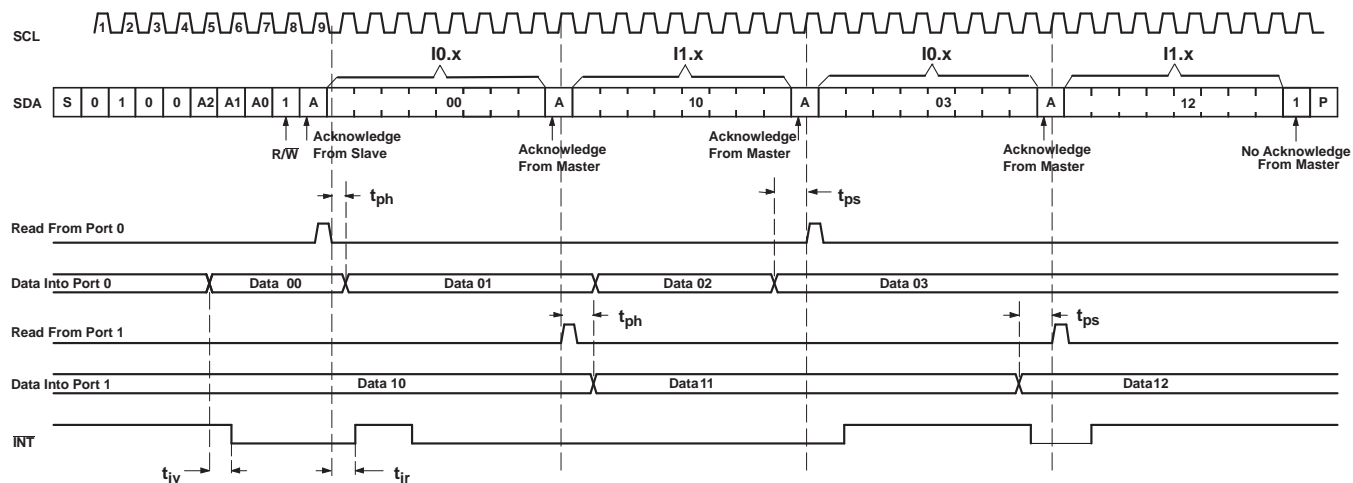 SCL
1 2 3 4 5 6 7 8 9
I0.x I1.x I0.x I1.x
SDA
S 0 1 0 0 A2 A1 A0 1 A 00 A 10 A 03 A 12 1 P
R/W
Acknowledge
From Slave
Acknowledge
From Master
Acknowledge
From Master
Acknowledge
From Master
No Acknowledge
From Master
tph
tps
Read From Port 0
Data Into Port 0
Data 00 Data 01 Data 02 Data 03
tph
tps
Read From Port 1
Data Into Port 1
Data 10 Data11 Data12
INT
tiv
tir